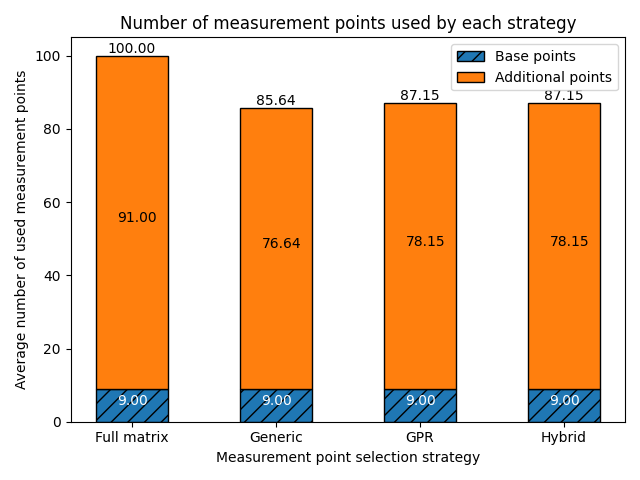 Number of measurement points used by each strategy
Average number of used measurement points
100
80
60
40
20
0
Base points
Additional points
100.00
85.64
87.15
87.15
91.00
76.64
78.15
78.15
9.00
9.00
9.00
9.00
Full matrix
Generic
GPR
Hybrid
Measurement point selection strategy